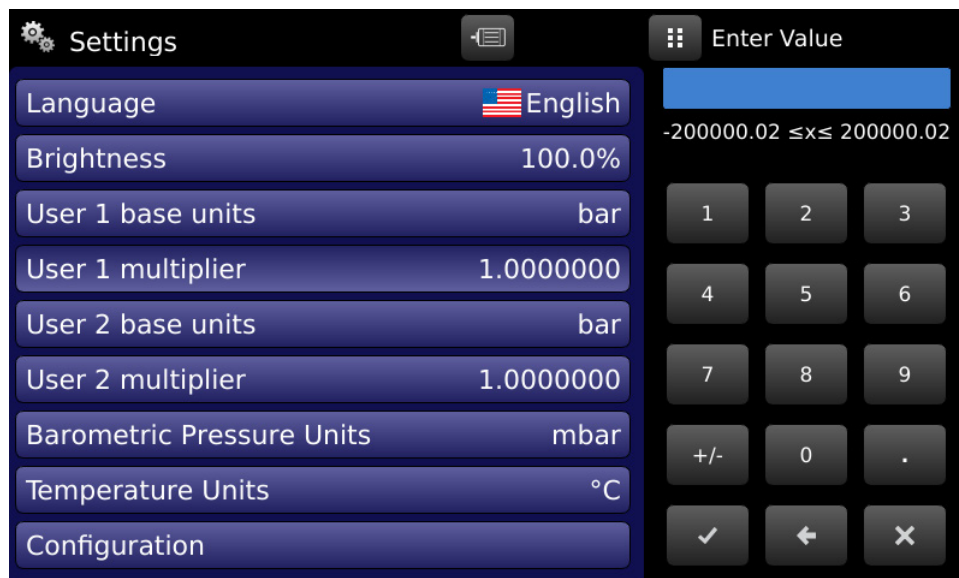 Settings
Enter Value
Language English
-200000.02 ≤x≤ 200000.02
Brightness 100.0%
User 1 base units bar
User 1 multiplier 1.0000000
User 2 base units bar
User 2 multiplier 1.0000000
Barometric Pressure Units mbar
Temperature Units °C
Configuration
1 2 3
4 5 6
7 8 9
+/- 0 .